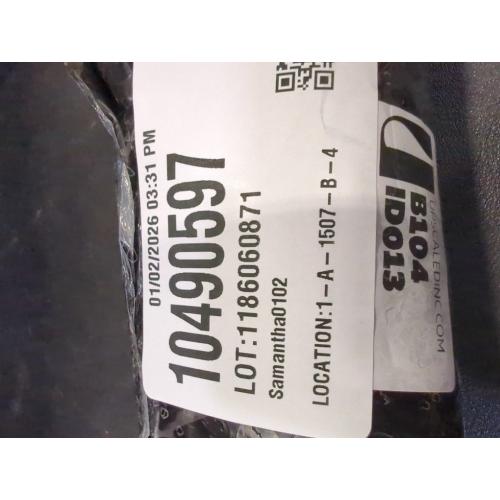 01/02/2026 03:31 PM
10490597
LOT:1186060871
Samantha0102
LOCATION:1-A-1507-B-4
B104
ID013